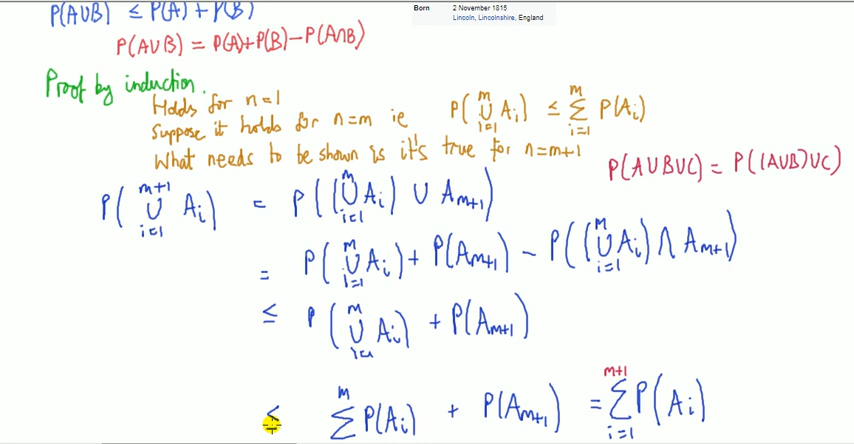 P(A∪B) ≤ P(A) + P(B)
Born 2 November 1815
Lincoln, Lincolnshire, England
P(A∪B) = P(A)+P(B)−P(A∩B)
Proof by induction.
Holds for n=1
Suppose it holds for n=m ie P(⋃_{i=1}^{m} A_i) ≤ ∑_{i=1}^{m} P(A_i)
What needs to be shown is it's true for n=m+1
P(A∪B∪C) = P((A∪B)∪C)
P(⋃_{i=1}^{m+1} A_i) = P((⋃_{i=1}^{m} A_i) ∪ A_{m+1})
= P(⋃_{i=1}^{m} A_i) + P(A_{m+1}) − P((⋃_{i=1}^{m} A_i) ∩ A_{m+1})
≤ P(⋃_{i=1}^{m} A_i) + P(A_{m+1})
≤ ∑^{m} P(A_i) + P(A_{m+1}) = ∑_{i=1}^{m+1} P(A_i)